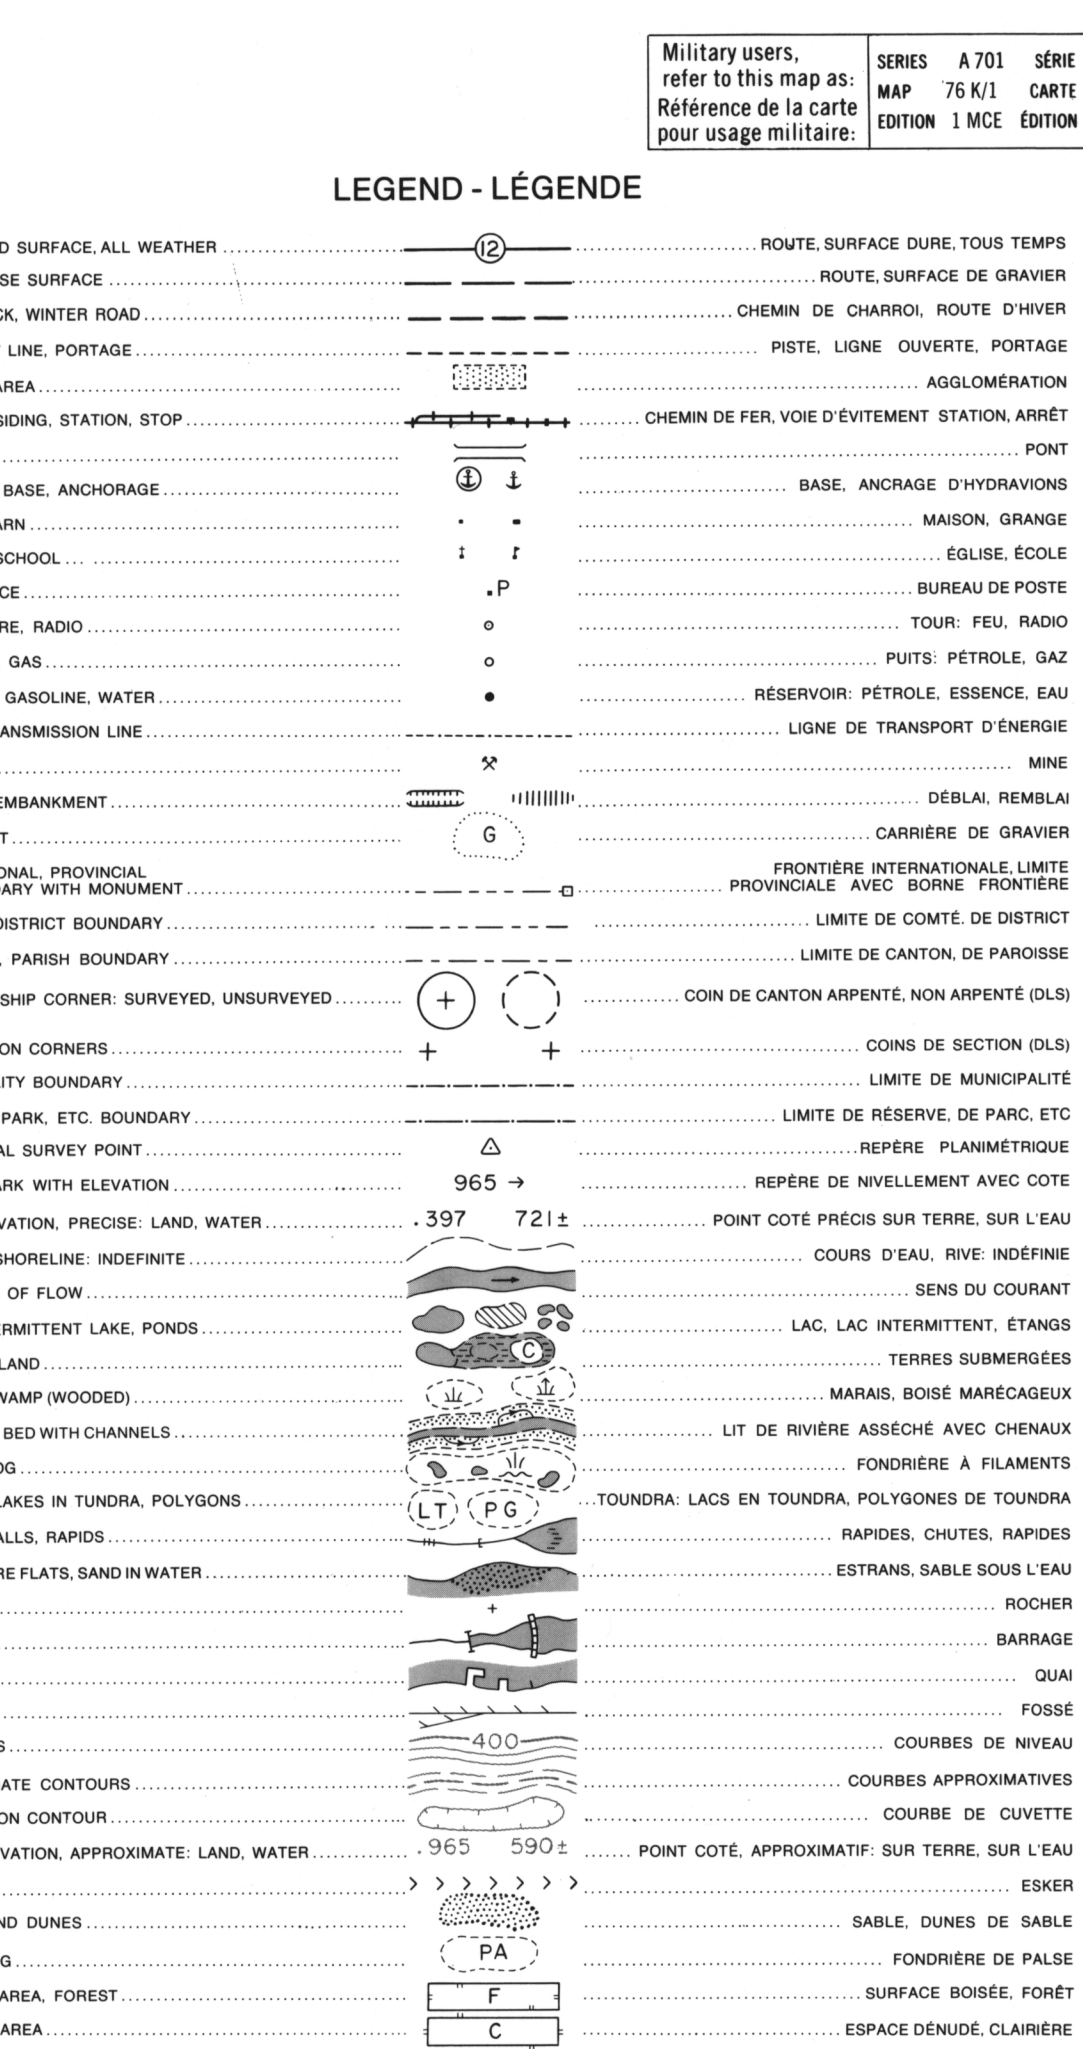 Military users,
refer to this map as:
Référence de la carte
pour usage militaire:
SERIES A 701 SÉRIE
MAP 76 K/1 CARTE
EDITION 1 MCE ÉDITION
LEGEND - LÉGENDE
D SURFACE, ALL WEATHER 12 ROUTE, SURFACE DURE, TOUS TEMPS
SE SURFACE ROUTE, SURFACE DE GRAVIER
CK, WINTER ROAD CHEMIN DE CHARROI, ROUTE D'HIVER
LINE, PORTAGE PISTE, LIGNE OUVERTE, PORTAGE
AREA AGGLOMÉRATION
SIDING, STATION, STOP CHEMIN DE FER, VOIE D'ÉVITEMENT STATION, ARRÊT
PONT
BASE, ANCHORAGE BASE, ANCRAGE D'HYDRAVIONS
ARN MAISON, GRANGE
SCHOOL ÉGLISE, ÉCOLE
CE P BUREAU DE POSTE
RE, RADIO TOUR: FEU, RADIO
GAS PUITS: PÉTROLE, GAZ
GASOLINE, WATER RÉSERVOIR: PÉTROLE, ESSENCE, EAU
ANSMISSION LINE LIGNE DE TRANSPORT D'ÉNERGIE
MINE
EMBANKMENT DÉBLAI, REMBLAI
T G CARRIÈRE DE GRAVIER
ONAL, PROVINCIAL FRONTIÈRE INTERNATIONALE, LIMITE
DARY WITH MONUMENT PROVINCIALE AVEC BORNE FRONTIÈRE
DISTRICT BOUNDARY LIMITE DE COMTÉ. DE DISTRICT
, PARISH BOUNDARY LIMITE DE CANTON, DE PAROISSE
SHIP CORNER: SURVEYED, UNSURVEYED COIN DE CANTON ARPENTÉ, NON ARPENTÉ (DLS)
ON CORNERS COINS DE SECTION (DLS)
ITY BOUNDARY LIMITE DE MUNICIPALITÉ
PARK, ETC. BOUNDARY LIMITE DE RÉSERVE, DE PARC, ETC
AL SURVEY POINT REPÈRE PLANIMÉTRIQUE
ARK WITH ELEVATION 965 → REPÈRE DE NIVELLEMENT AVEC COTE
VATION, PRECISE: LAND, WATER .397 721± POINT COTÉ PRÉCIS SUR TERRE, SUR L'EAU
SHORELINE: INDEFINITE COURS D'EAU, RIVE: INDÉFINIE
OF FLOW SENS DU COURANT
ERMITTENT LAKE, PONDS LAC, LAC INTERMITTENT, ÉTANGS
LAND C TERRES SUBMERGÉES
WAMP (WOODED) MARAIS, BOISÉ MARÉCAGEUX
BED WITH CHANNELS LIT DE RIVIÈRE ASSÉCHÉ AVEC CHENAUX
OG FONDRIÈRE À FILAMENTS
LAKES IN TUNDRA, POLYGONS LT PG TOUNDRA: LACS EN TOUNDRA, POLYGONES DE TOUNDRA
ALLS, RAPIDS RAPIDES, CHUTES, RAPIDES
RE FLATS, SAND IN WATER ESTRANS, SABLE SOUS L'EAU
ROCHER
BARRAGE
QUAI
FOSSÉ
S 400 COURBES DE NIVEAU
ATE CONTOURS COURBES APPROXIMATIVES
ON CONTOUR COURBE DE CUVETTE
VATION, APPROXIMATE: LAND, WATER .965 590± POINT COTÉ, APPROXIMATIF: SUR TERRE, SUR L'EAU
ESKER
ND DUNES SABLE, DUNES DE SABLE
G PA FONDRIÈRE DE PALSE
AREA, FOREST F SURFACE BOISÉE, FORÊT
AREA C ESPACE DÉNUDÉ, CLAIRIÈRE